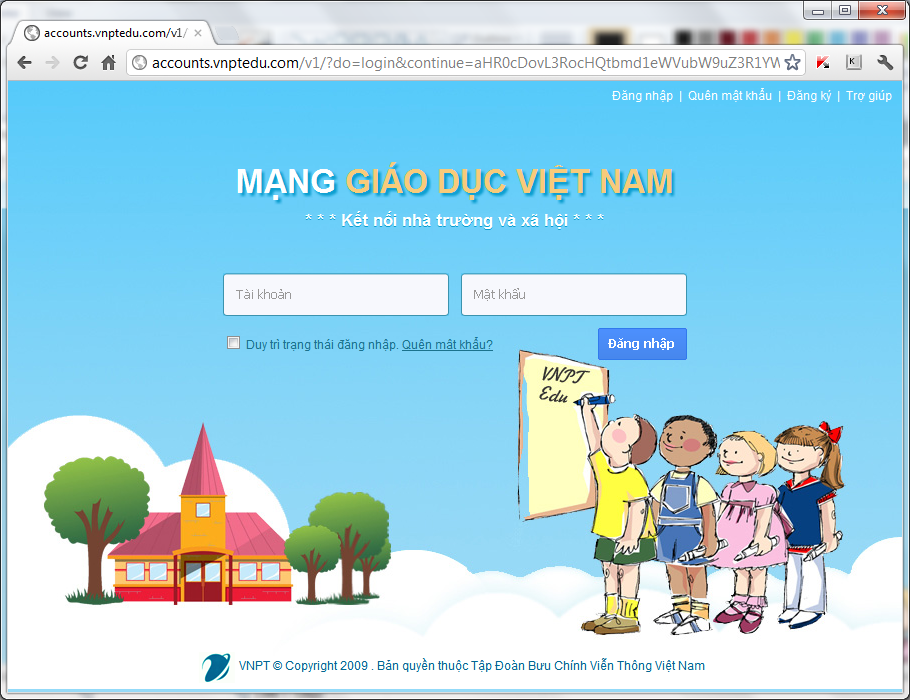 accounts.vnptedu.com/v1/
accounts.vnptedu.com/v1/?do=login&continue=aHR0cDovL3RocHQtbmd1eWVubW9uZ3R1YW
Đăng nhập | Quên mật khẩu | Đăng ký | Trợ giúp
MẠNG GIÁO DỤC VIỆT NAM
* * * Kết nối nhà trường và xã hội * * *
Tài khoản
Mật khẩu
Duy trì trạng thái đăng nhập. Quên mật khẩu?
Đăng nhập
VNPT
Edu
VNPT © Copyright 2009 . Bản quyền thuộc Tập Đoàn Bưu Chính Viễn Thông Việt Nam